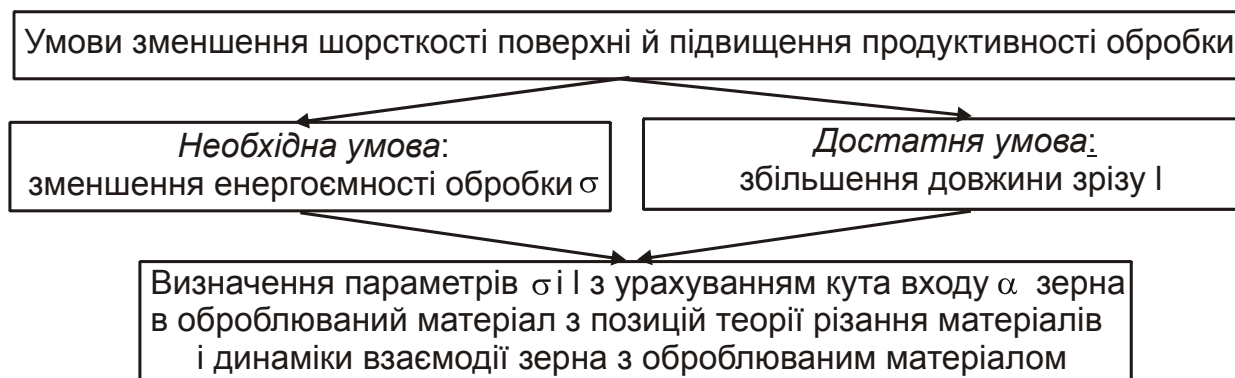 Умови зменшення шорсткості поверхні й підвищення продуктивності обробки
Необхідна умова:
зменшення енергоємності обробки σ
Достатня умова:
збільшення довжини зрізу l
Визначення параметрів σ і l з урахуванням кута входу α зерна
в оброблюваний матеріал з позицій теорії різання матеріалів
і динаміки взаємодії зерна з оброблюваним матеріалом